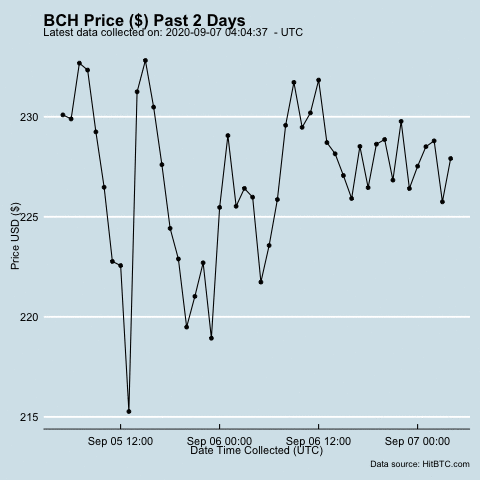 BCH Price ($) Past 2 Days
Latest data collected on: 2020-09-07 04:04:37  - UTC
230
225
220
215
Price USD ($)
Sep 05 12:00
Sep 06 00:00
Sep 06 12:00
Sep 07 00:00
Date Time Collected (UTC)
Data source: HitBTC.com